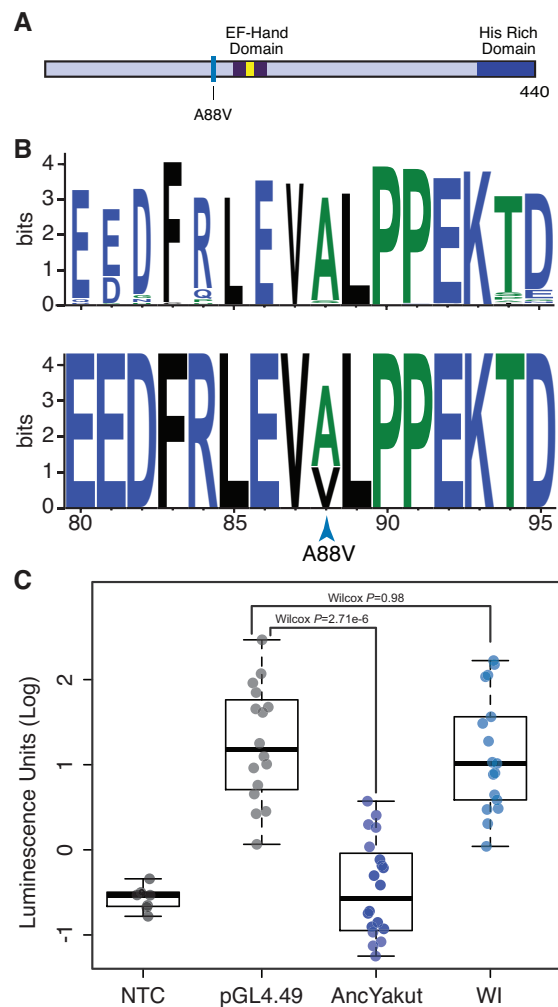 A
EF-Hand
Domain
His Rich
Domain
A88V
440
B
bits
4
3
2
1
0
E E D F R L E V A L P P E K T D
D Q
bits
4
3
2
1
0
E E D F R L E V A L P P E K T D
V
80 85 90 95
A88V
C
Wilcox P=0.98
Wilcox P=2.71e-6
Luminescence Units (Log)
2
1
0
-1
NTC pGL4.49 AncYakut WI